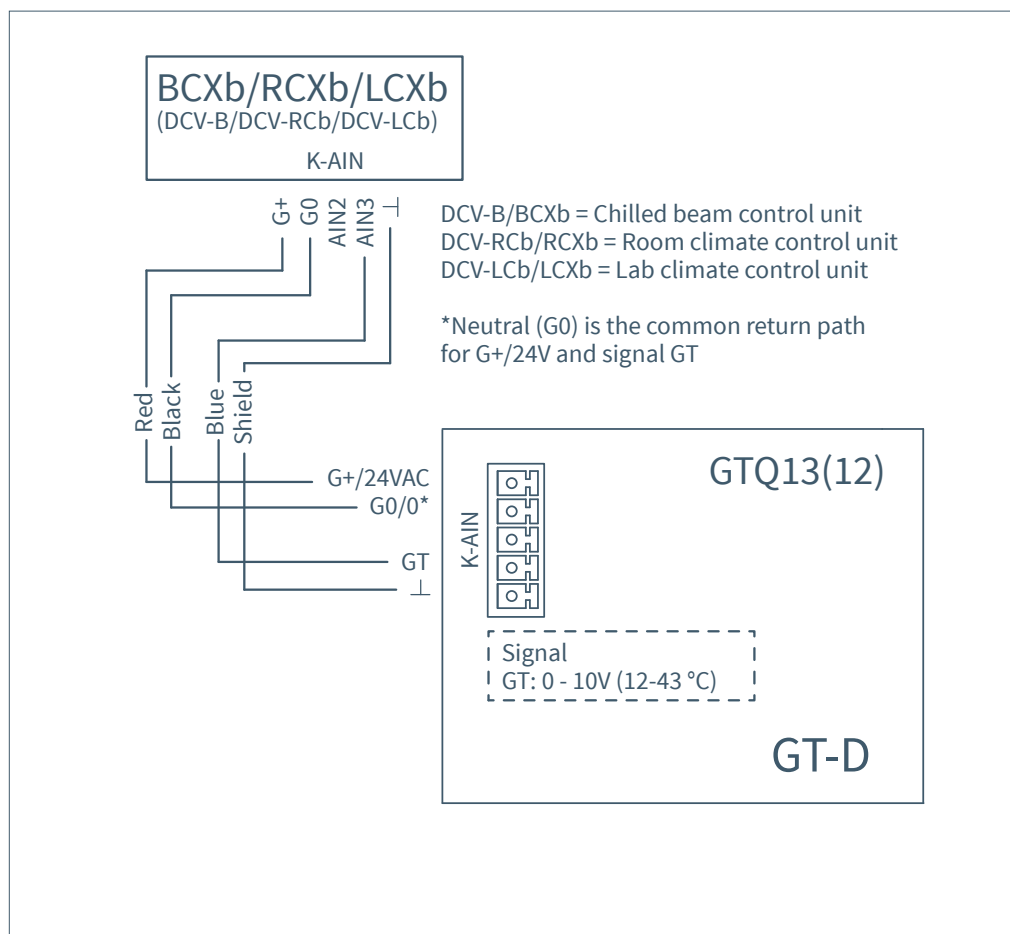 BCXb/RCXb/LCXb
(DCV-B/DCV-RCb/DCV-LCb)
K-AIN
G+
G0
AIN2
AIN3
⊥
DCV-B/BCXb = Chilled beam control unit
DCV-RCb/RCXb = Room climate control unit
DCV-LCb/LCXb = Lab climate control unit
*Neutral (G0) is the common return path
for G+/24V and signal GT
Red
Black
Blue
Shield
G+/24VAC
G0/0*
GT
⊥
K-AIN
GTQ13(12)
Signal
GT: 0 - 10V (12-43 °C)
GT-D